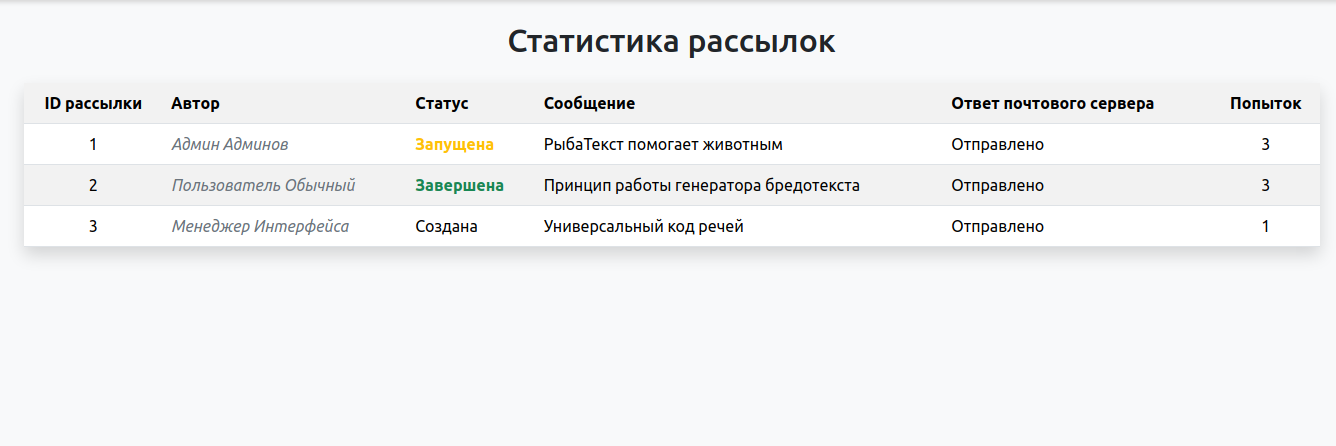 Статистика рассылок
ID рассылки Автор Статус Сообщение Ответ почтового сервера Попыток
1 Админ Админов Запущена РыбаТекст помогает животным Отправлено 3
2 Пользователь Обычный Завершена Принцип работы генератора бредотекста Отправлено 3
3 Менеджер Интерфейса Создана Универсальный код речей Отправлено 1